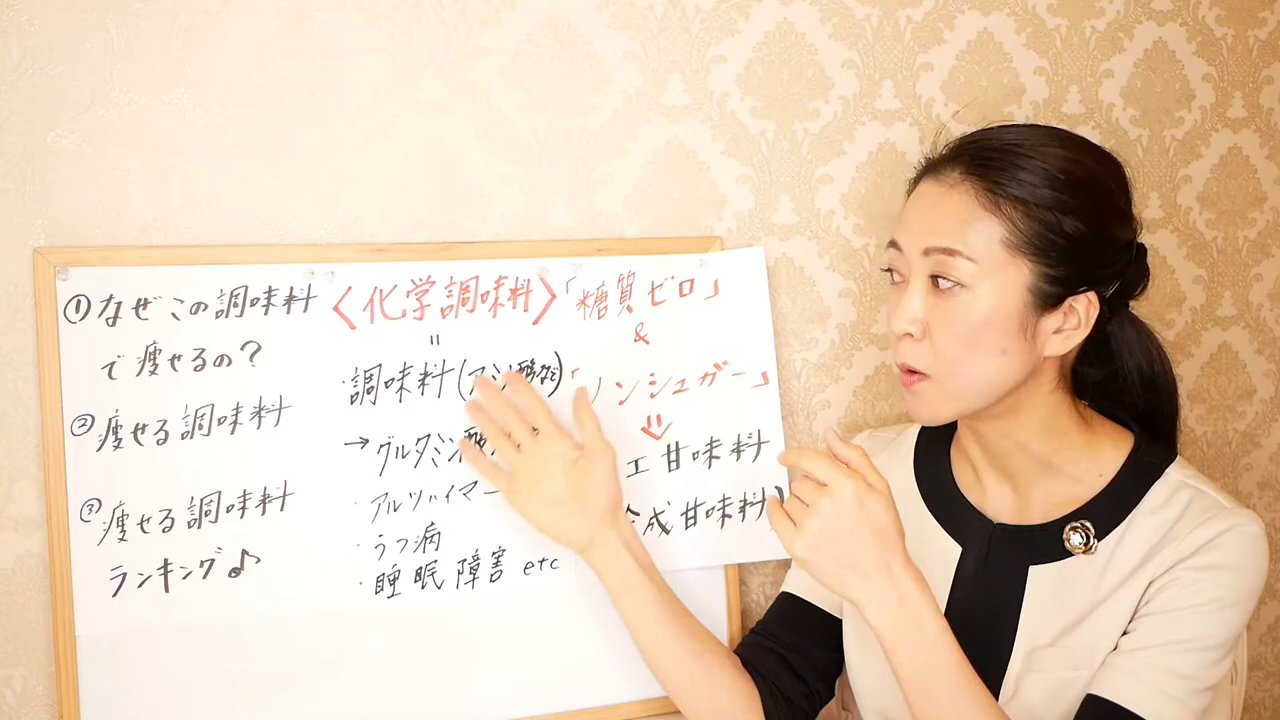 ①なぜこの調味料
で痩せるの?
②痩せる調味料
③痩せる調味料
ランキング♪
〈化学調味料〉
=
・調味料(アミノ酸など)
→グルタミン酸
・アルツハイマー
・うつ病
・睡眠障害 etc
「糖質ゼロ」
&
「ノンシュガー」
工甘味料
合成甘味料)